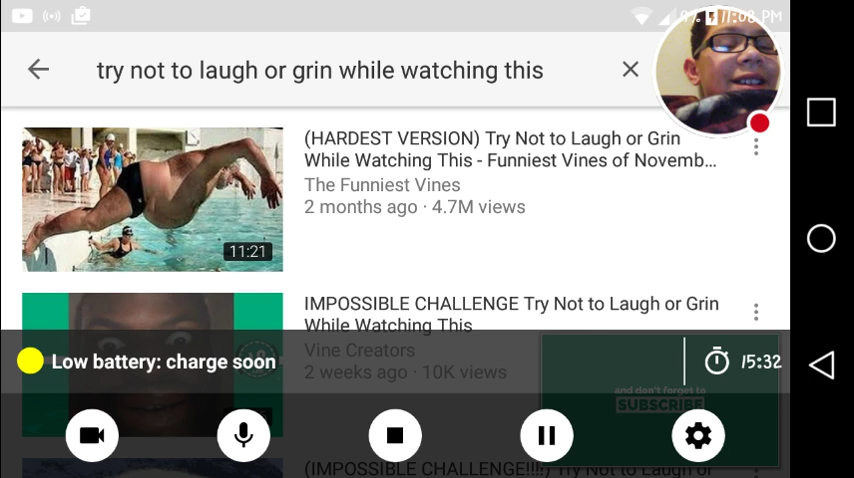 11:08 PM
try not to laugh or grin while watching this
(HARDEST VERSION) Try Not to Laugh or Grin
While Watching This - Funniest Vines of Novemb...
The Funniest Vines
2 months ago · 4.7M views
11:21
IMPOSSIBLE CHALLENGE Try Not to Laugh or Grin
While Watching This
Vine Creators
2 weeks ago · 10K views
Low battery: charge soon
15:32
and don't forget to
SUBSCRIBE
(IMPOSSIBLE CHALLENGE!!!!) Try Not to Laugh or